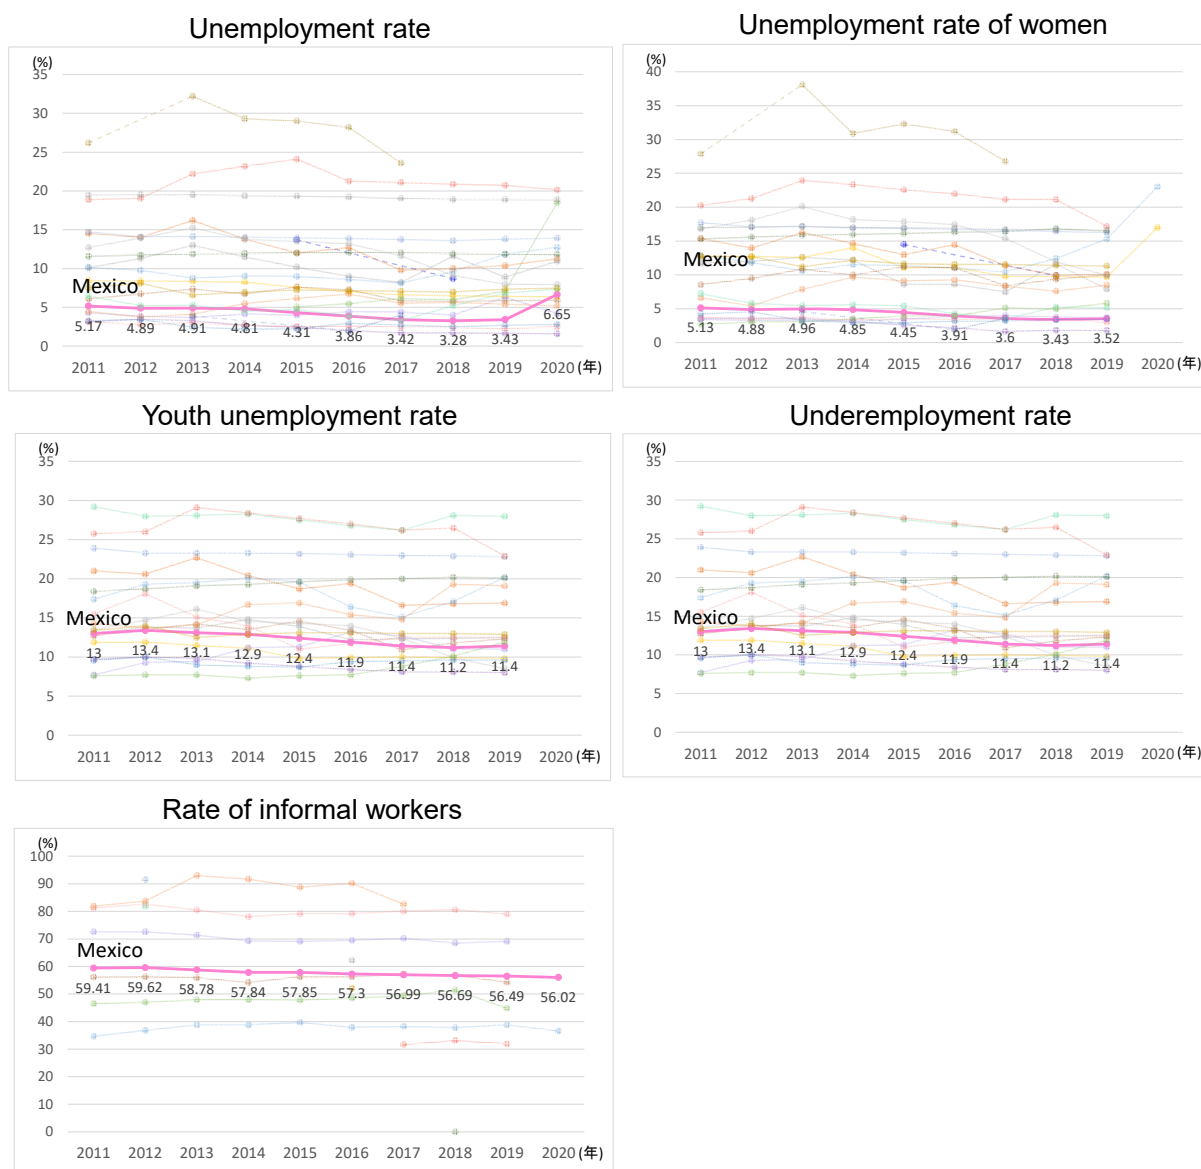 Unemployment rate
Unemployment rate of women
(%)
35
30
25
20
15
10
5
0
Mexico
5.17 4.89 4.91 4.81 4.31 3.86 3.42 3.28 3.43 6.65
2011 2012 2013 2014 2015 2016 2017 2018 2019 2020 (年)
(%)
40
35
30
25
20
15
10
5
0
Mexico
5.13 4.88 4.96 4.85 4.45 3.91 3.6 3.43 3.52
2011 2012 2013 2014 2015 2016 2017 2018 2019 2020 (年)
Youth unemployment rate
Underemployment rate
(%)
35
30
25
20
15
10
5
0
Mexico
13 13.4 13.1 12.9 12.4 11.9 11.4 11.2 11.4
2011 2012 2013 2014 2015 2016 2017 2018 2019 2020 (年)
(%)
35
30
25
20
15
10
5
0
Mexico
13 13.4 13.1 12.9 12.4 11.9 11.4 11.2 11.4
2011 2012 2013 2014 2015 2016 2017 2018 2019 2020 (年)
Rate of informal workers
(%)
100
90
80
70
60
50
40
30
20
10
0
Mexico
59.41 59.62 58.78 57.84 57.85 57.3 56.99 56.69 56.49 56.02
2011 2012 2013 2014 2015 2016 2017 2018 2019 2020 (年)